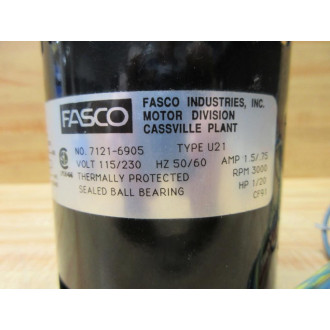 FASCO
FASCO INDUSTRIES, INC.
MOTOR DIVISION
CASSVILLE PLANT
NO. 7121-6905 TYPE U21
VOLT 115/230 HZ 50/60 AMP 1.5/.75
THERMALLY PROTECTED RPM 3000
SEALED BALL BEARING HP 1/20
CF91